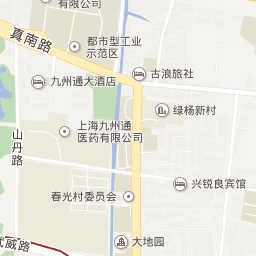 有限公司
真南路
都市型工业
示范区
古浪旅社
九州通大酒店
绿杨新村
山丹路
上海九州通
医药有限公司
兴锐良宾馆
春光村委员会
大地园
武威路